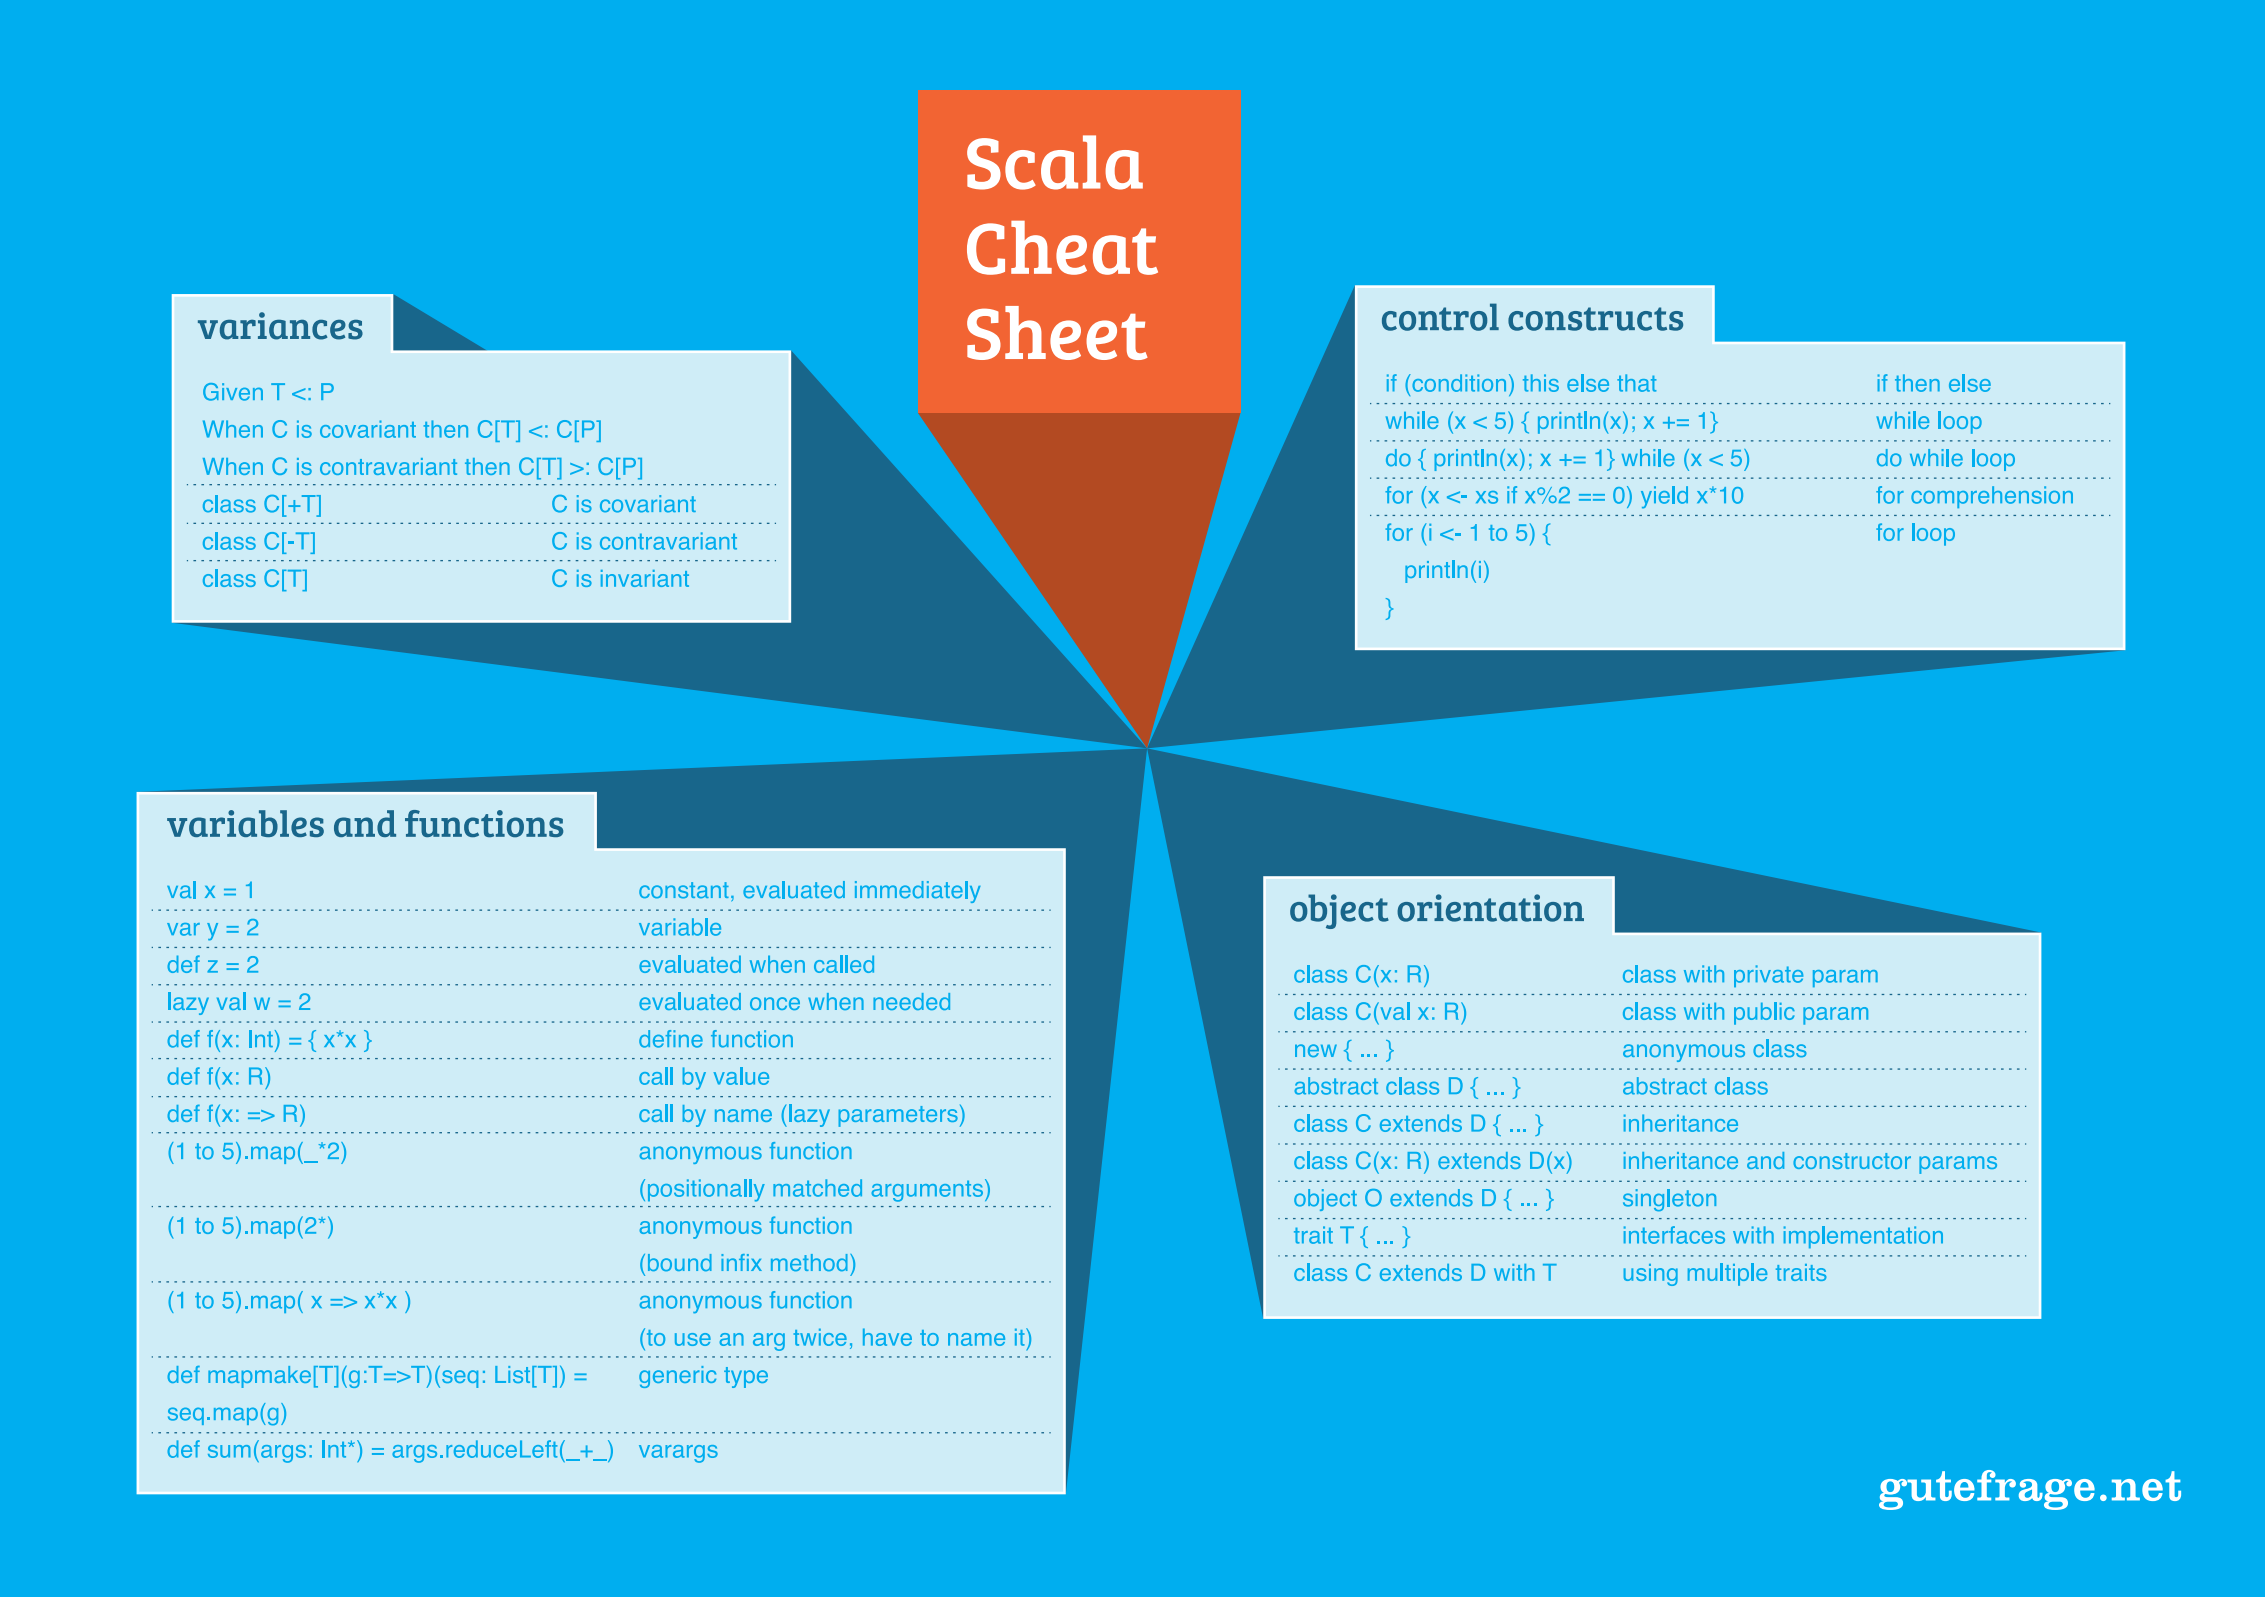 Scala
Cheat
Sheet
variances
Given T <: P
When C is covariant then C[T] <: C[P]
When C is contravariant then C[T] >: C[P]
class C[+T] C is covariant
class C[-T] C is contravariant
class C[T] C is invariant
control constructs
if (condition) this else that if then else
while (x < 5) { println(x); x += 1} while loop
do { println(x); x += 1} while (x < 5) do while loop
for (x <- xs if x%2 == 0) yield x*10 for comprehension
for (i <- 1 to 5) { for loop
println(i)
}
variables and functions
val x = 1 constant, evaluated immediately
var y = 2 variable
def z = 2 evaluated when called
lazy val w = 2 evaluated once when needed
def f(x: Int) = { x*x } define function
def f(x: R) call by value
def f(x: => R) call by name (lazy parameters)
(1 to 5).map(_*2) anonymous function
(positionally matched arguments)
(1 to 5).map(2*) anonymous function
(bound infix method)
(1 to 5).map( x => x*x ) anonymous function
(to use an arg twice, have to name it)
def mapmake[T](g:T=>T)(seq: List[T]) = generic type
seq.map(g)
def sum(args: Int*) = args.reduceLeft(_+_) varargs
object orientation
class C(x: R) class with private param
class C(val x: R) class with public param
new { ... } anonymous class
abstract class D { ... } abstract class
class C extends D { ... } inheritance
class C(x: R) extends D(x) inheritance and constructor params
object O extends D { ... } singleton
trait T { ... } interfaces with implementation
class C extends D with T using multiple traits
gutefrage.net